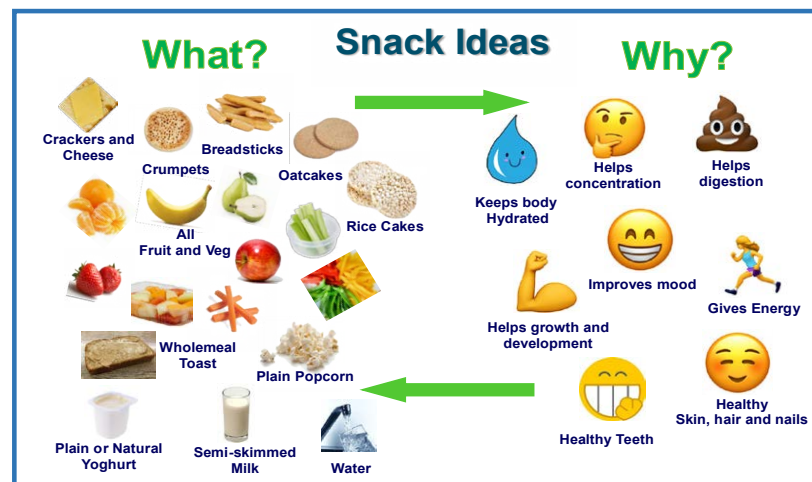 Snack Ideas
What?
Why?
Crackers and
Cheese
Crumpets
Breadsticks
Oatcakes
Rice Cakes
All
Fruit and Veg
Wholemeal
Toast
Plain Popcorn
Plain or Natural
Yoghurt
Semi-skimmed
Milk
Water
Keeps body
Hydrated
Helps
concentration
Helps
digestion
Improves mood
Gives Energy
Helps growth and
development
Healthy Teeth
Healthy
Skin, hair and nails